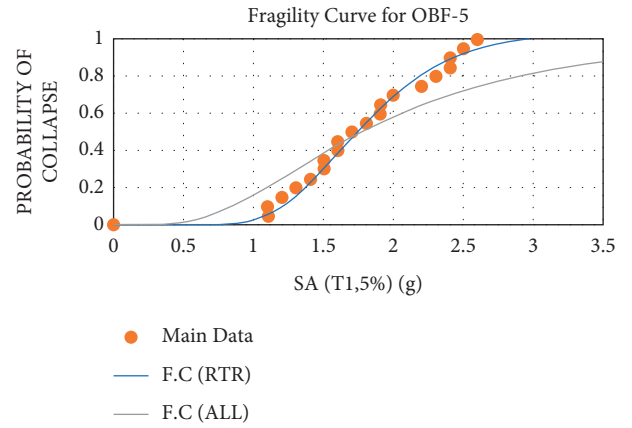 Fragility Curve for OBF-5
PROBABILITY OF
COLLAPSE
1
0.8
0.6
0.4
0.2
0
0 0.5 1 1.5 2 2.5 3 3.5
SA (T1,5%) (g)
Main Data
F.C (RTR)
F.C (ALL)